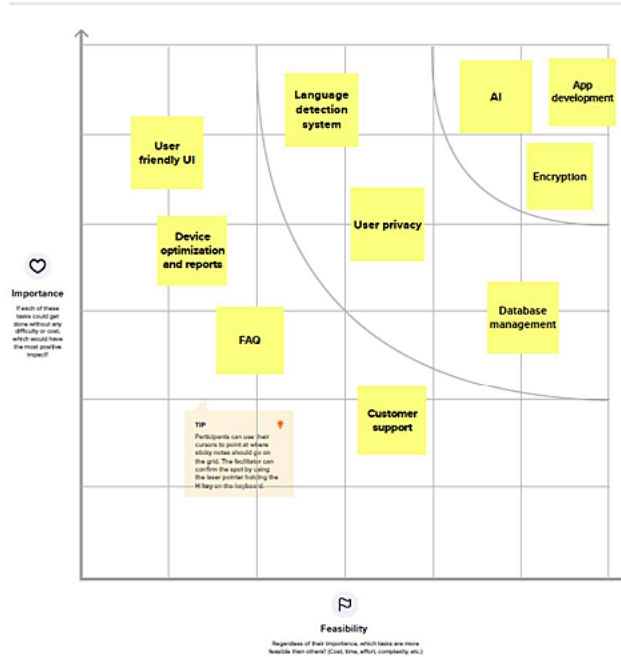 AI
App
development
Language
detection
system
User
friendly UI
Encryption
User privacy
Device
optimization
and reports
Importance
If each of these
tasks could get
done without any
difficulty or cost,
which would have
the most positive
impact?
Database
management
FAQ
Customer
support
TIP
Participants can use their
cursors to point at where
sticky notes should go on
the grid. The facilitator can
confirm the spot by using
the laser pointer holding the
H key on the keyboard.
Feasibility
Regardless of their importance, which tasks are more
feasible than others? (Cost, time, effort, complexity, etc.)